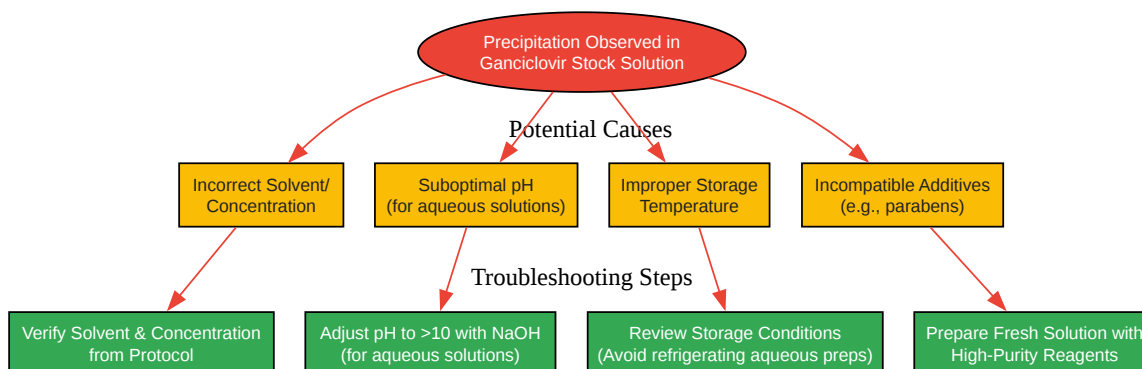 Precipitation Observed in
Ganciclovir Stock Solution
Potential Causes
Incorrect Solvent/
Concentration
Suboptimal pH
(for aqueous solutions)
Improper Storage
Temperature
Incompatible Additives
(e.g., parabens)
Troubleshooting Steps
Verify Solvent & Concentration
from Protocol
Adjust pH to >10 with NaOH
(for aqueous solutions)
Review Storage Conditions
(Avoid refrigerating aqueous preps)
Prepare Fresh Solution with
High-Purity Reagents